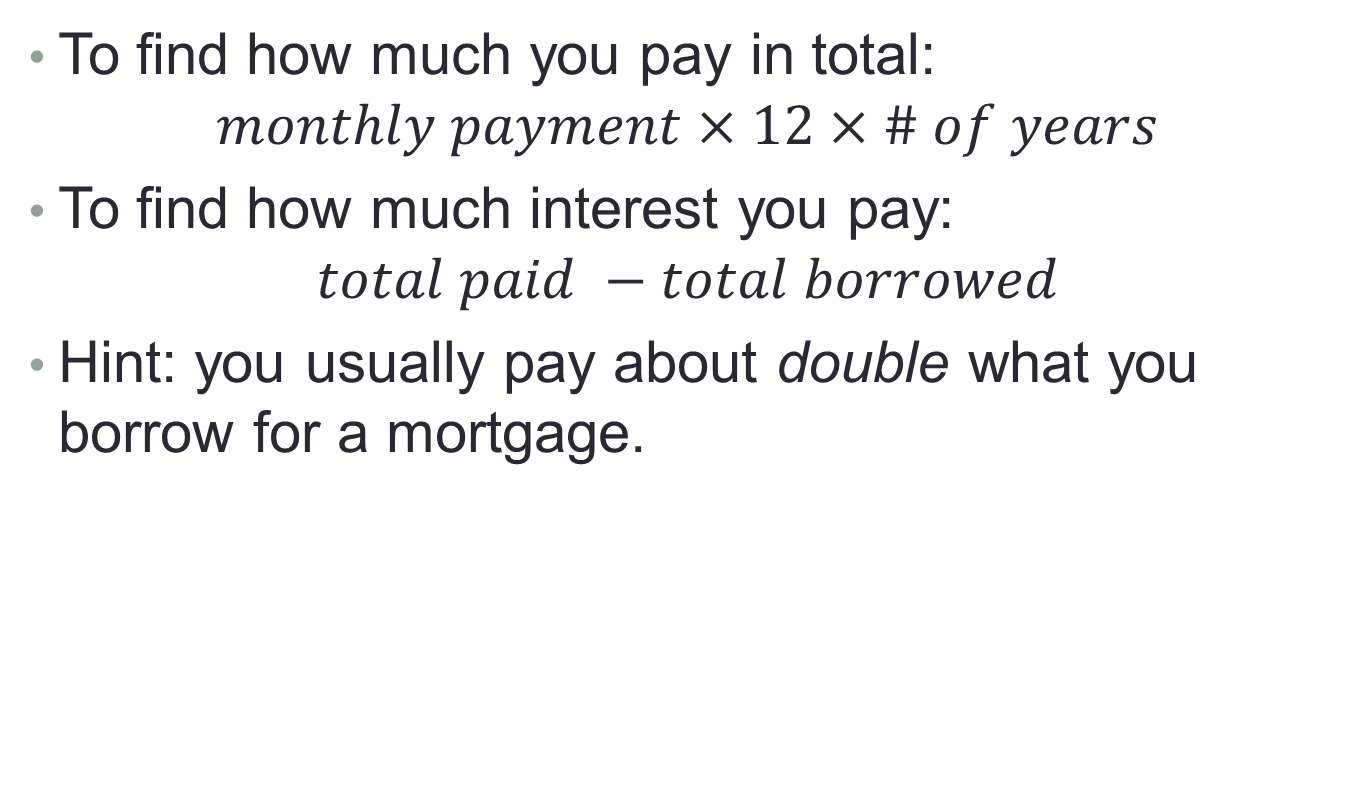 • To find how much you pay in total:
monthly payment × 12 × # of years
• To find how much interest you pay:
total paid − total borrowed
• Hint: you usually pay about double what you
borrow for a mortgage.